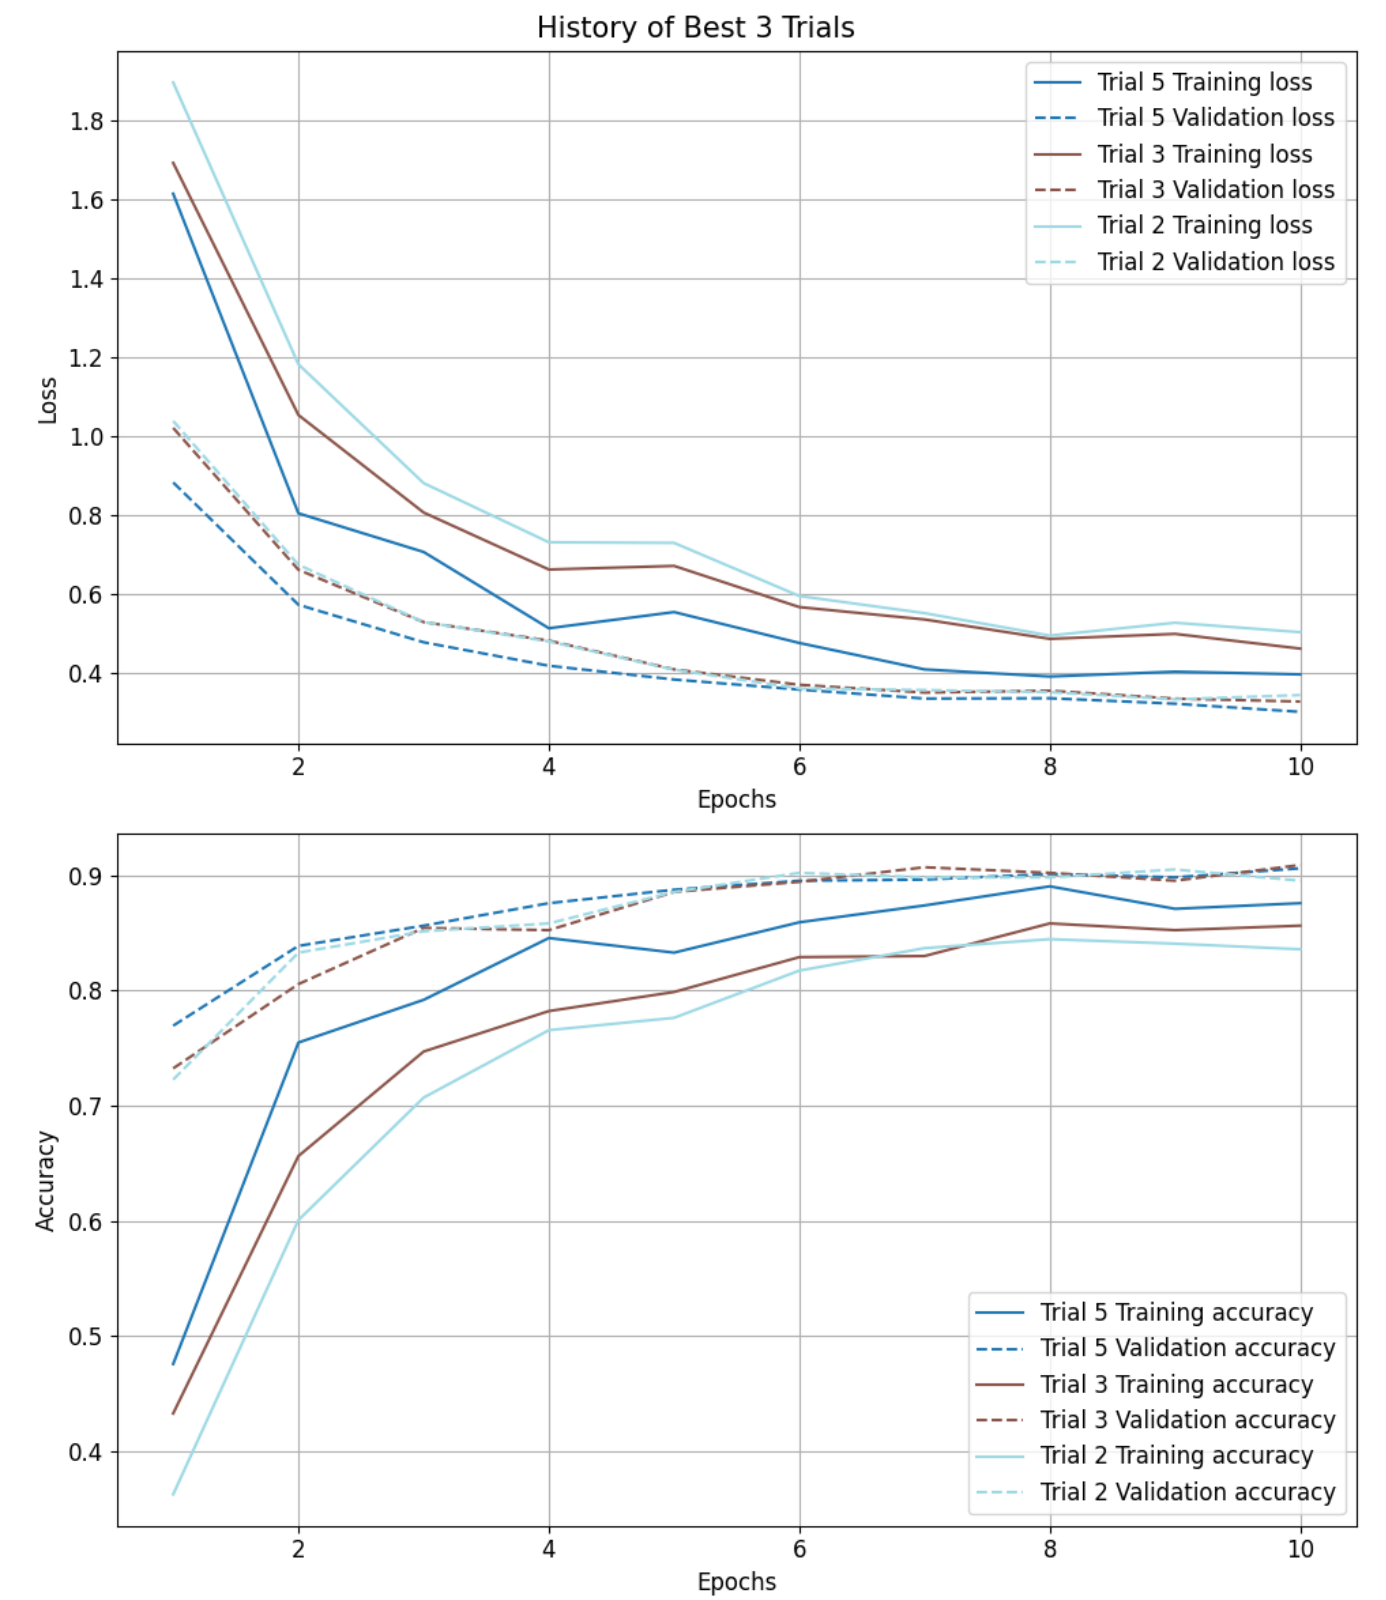 History of Best 3 Trials
Trial 5 Training loss
Trial 5 Validation loss
Trial 3 Training loss
Trial 3 Validation loss
Trial 2 Training loss
Trial 2 Validation loss
1.8
1.6
1.4
1.2
1.0
0.8
0.6
0.4
Loss
2 4 6 8 10
Epochs
0.9
0.8
0.7
0.6
0.5
0.4
Accuracy
Trial 5 Training accuracy
Trial 5 Validation accuracy
Trial 3 Training accuracy
Trial 3 Validation accuracy
Trial 2 Training accuracy
Trial 2 Validation accuracy
2 4 6 8 10
Epochs